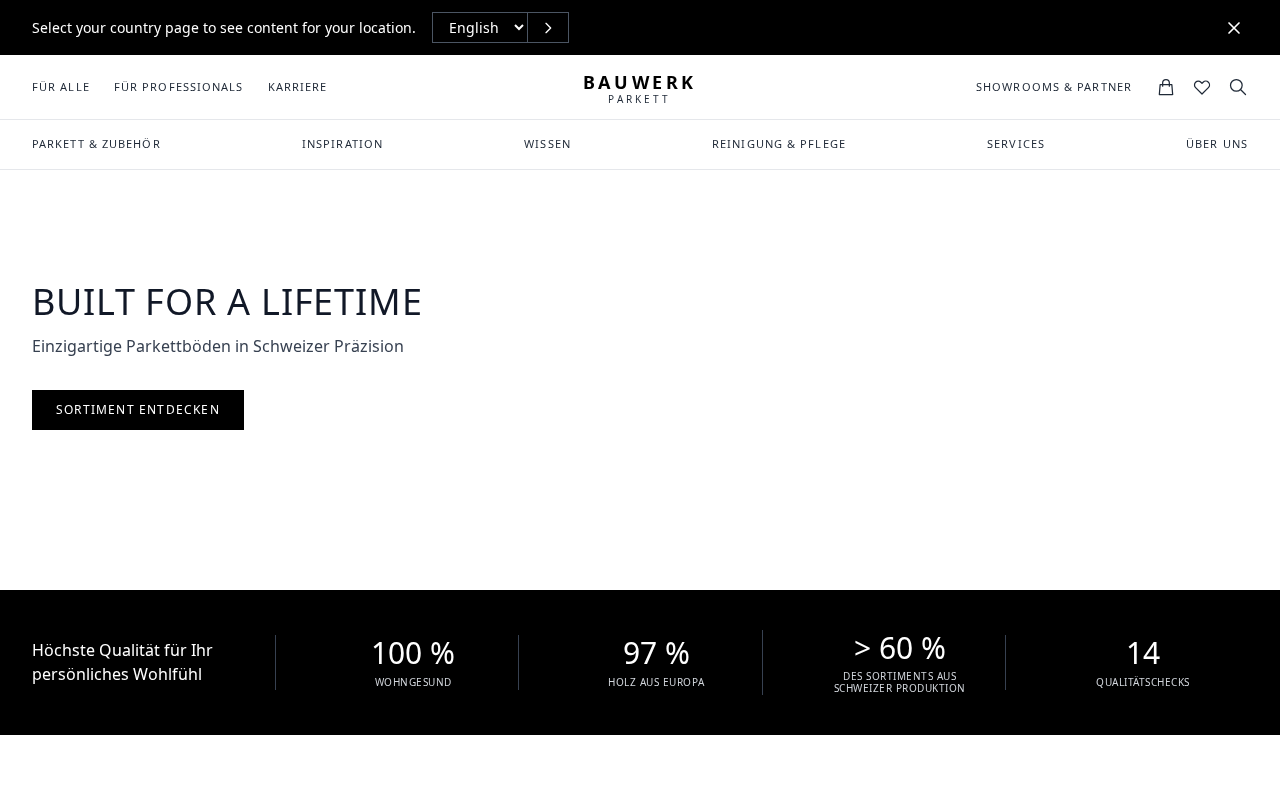 Select your country page to see content for your location.
English
FÜR ALLE
FÜR PROFESSIONALS
KARRIERE
BAUWERK
PARKETT
SHOWROOMS & PARTNER
PARKETT & ZUBEHÖR
INSPIRATION
WISSEN
REINIGUNG & PFLEGE
SERVICES
ÜBER UNS
BUILT FOR A LIFETIME
Einzigartige Parkettböden in Schweizer Präzision
SORTIMENT ENTDECKEN
Höchste Qualität für Ihr
persönliches Wohlfühl
100 %
WOHNGESUND
97 %
HOLZ AUS EUROPA
> 60 %
DES SORTIMENTS AUS
SCHWEIZER PRODUKTION
14
QUALITÄTSCHECKS